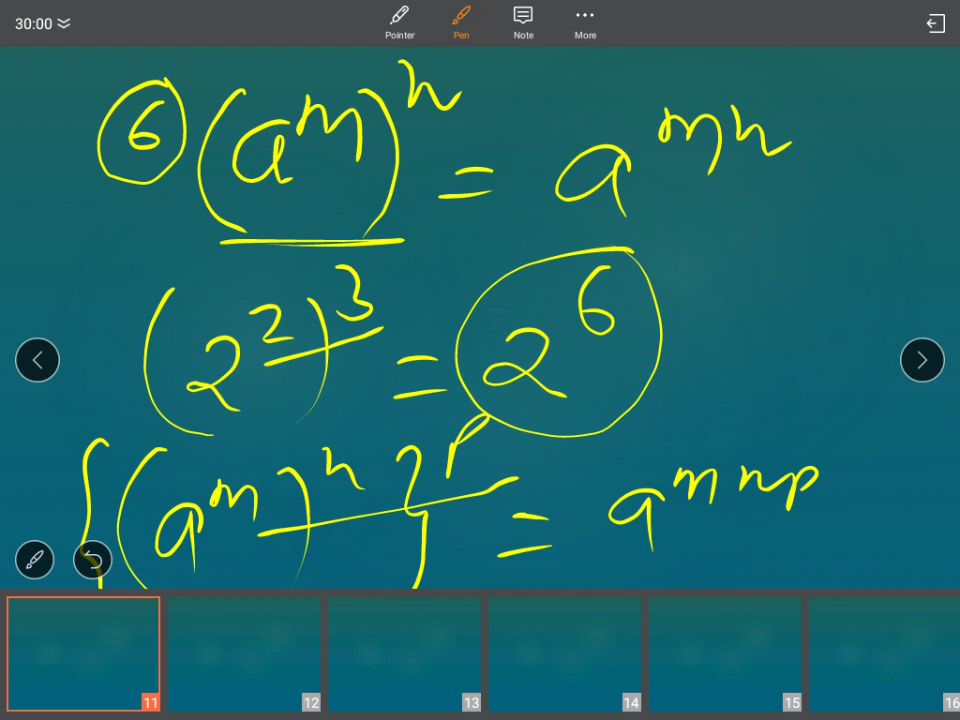 30:00
Pointer Pen Note More
⑥ (a^m)^n = a^{mn}
(2^2)^3 = 2^6
{(a^m)^n}^p = a^{mnp}
11 12 13 14 15 16